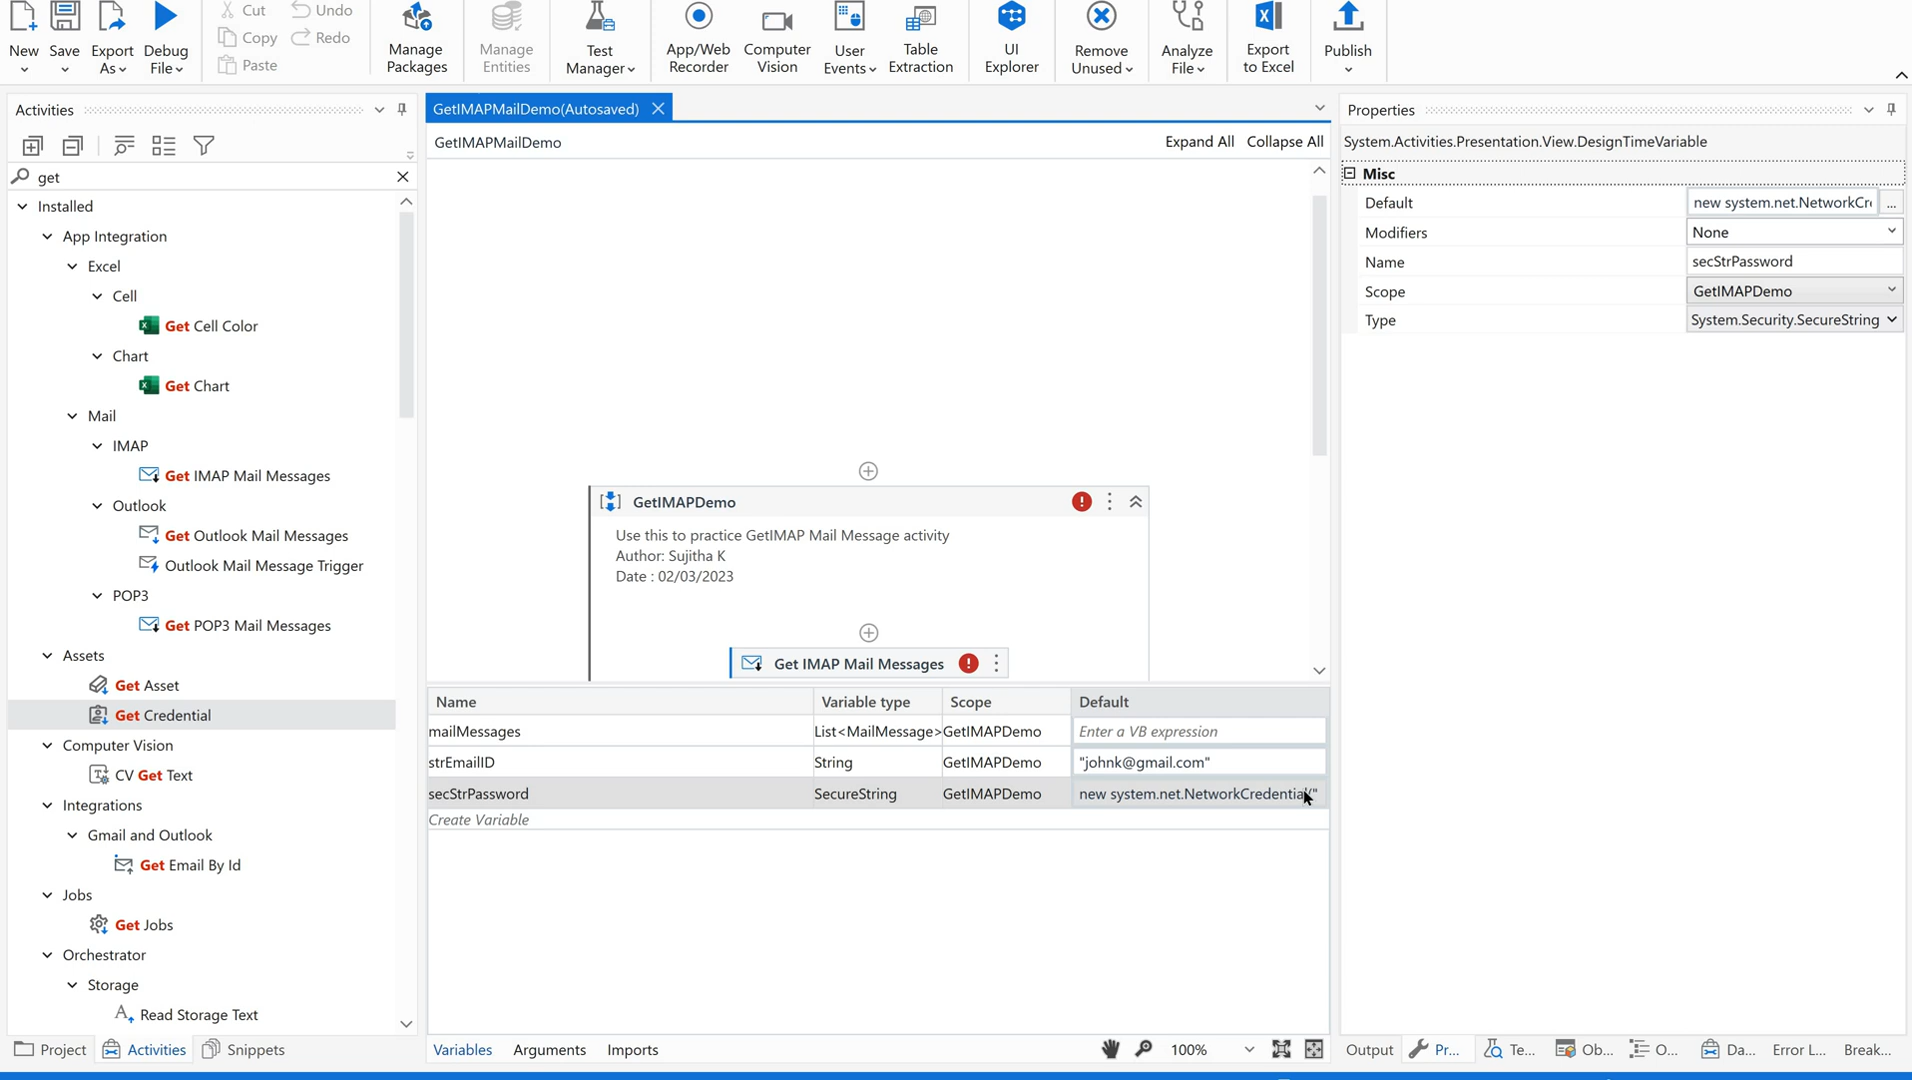 New
Save
Export As
Debug File
Cut
Copy
Paste
Undo
Redo
Manage Packages
Manage Entities
Test Manager
App/Web Recorder
Computer Vision
User Events
Table Extraction
UI Explorer
Remove Unused
Analyze File
Export to Excel
Publish
Activities
get
Installed
App Integration
Excel
Cell
Get Cell Color
Chart
Get Chart
Mail
IMAP
Get IMAP Mail Messages
Outlook
Get Outlook Mail Messages
Outlook Mail Message Trigger
POP3
Get POP3 Mail Messages
Assets
Get Asset
Get Credential
Computer Vision
CV Get Text
Integrations
Gmail and Outlook
Get Email By Id
Jobs
Get Jobs
Orchestrator
Storage
Read Storage Text
Project
Activities
Snippets
GetIMAPMailDemo(Autosaved)
GetIMAPMailDemo
Expand All
Collapse All
GetIMAPDemo
Use this to practice GetIMAP Mail Message activity
Author: Sujitha K
Date : 02/03/2023
Get IMAP Mail Messages
Name Variable type Scope Default
mailMessages List<MailMessage> GetIMAPDemo Enter a VB expression
strEmailID String GetIMAPDemo "johnk@gmail.com"
secStrPassword SecureString GetIMAPDemo new system.net.NetworkCredential("
Create Variable
Variables
Arguments
Imports
100%
Properties
System.Activities.Presentation.View.DesignTimeVariable
Misc
Default new system.net.NetworkCr ...
Modifiers None
Name secStrPassword
Scope GetIMAPDemo
Type System.Security.SecureString
Output
Pr...
Te...
Ob...
O...
Da...
Error L...
Break...